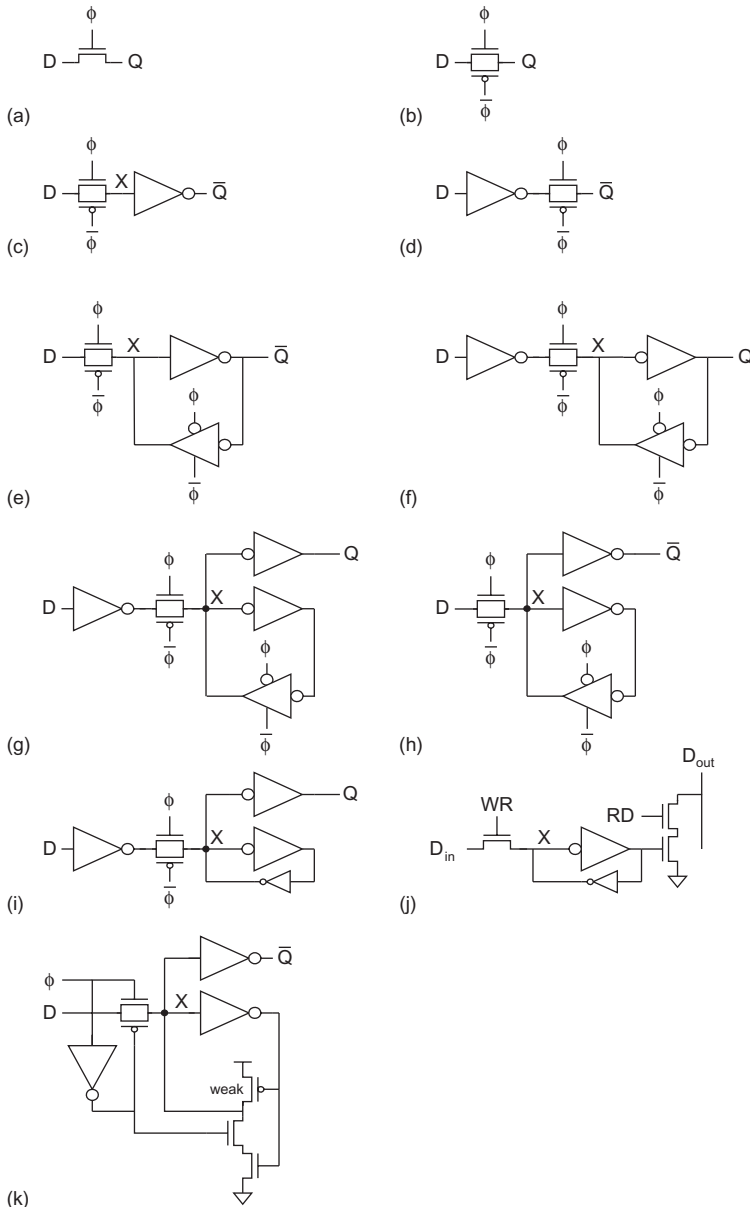 ϕ
D Q
(a)
ϕ
D Q
ϕ̅
(b)
ϕ
D X Q̅
ϕ̅
(c)
ϕ
D Q̅
ϕ̅
(d)
ϕ
D X Q̅
ϕ̅
ϕ
ϕ̅
(e)
ϕ
D X Q
ϕ̅
ϕ
ϕ̅
(f)
Q
ϕ
D X
ϕ̅
ϕ
ϕ̅
(g)
Q̅
ϕ
D X
ϕ̅
ϕ
ϕ̅
(h)
Q
ϕ
D X
ϕ̅
(i)
Dout
WR
RD
Din X
(j)
Q̅
ϕ
D X
weak
(k)